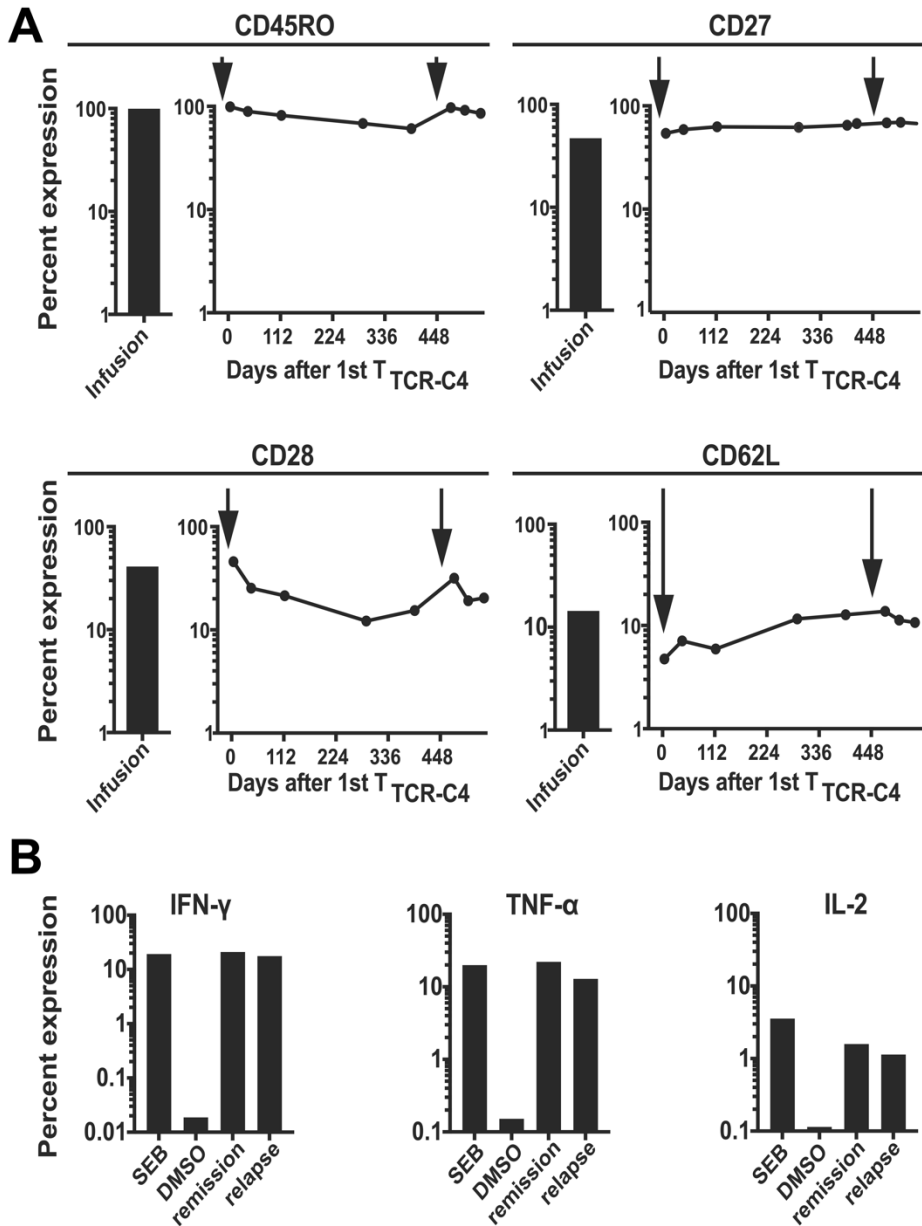 A
CD45RO
CD27
Percent expression
100
10
1
Infusion
100
10
1
0 112 224 336 448
Days after 1st T TCR-C4
100
10
1
Infusion
100
10
1
0 112 224 336 448
Days after 1st T TCR-C4
CD28
CD62L
Percent expression
100
10
1
Infusion
100
10
1
0 112 224 336 448
Days after 1st T TCR-C4
100
10
1
Infusion
100
10
1
0 112 224 336 448
Days after 1st T TCR-C4
B
Percent expression
IFN-γ
100
10
1
0.1
0.01
SEB DMSO remission relapse
TNF-α
100
10
1
0.1
SEB DMSO remission relapse
IL-2
100
10
1
0.1
SEB DMSO remission relapse